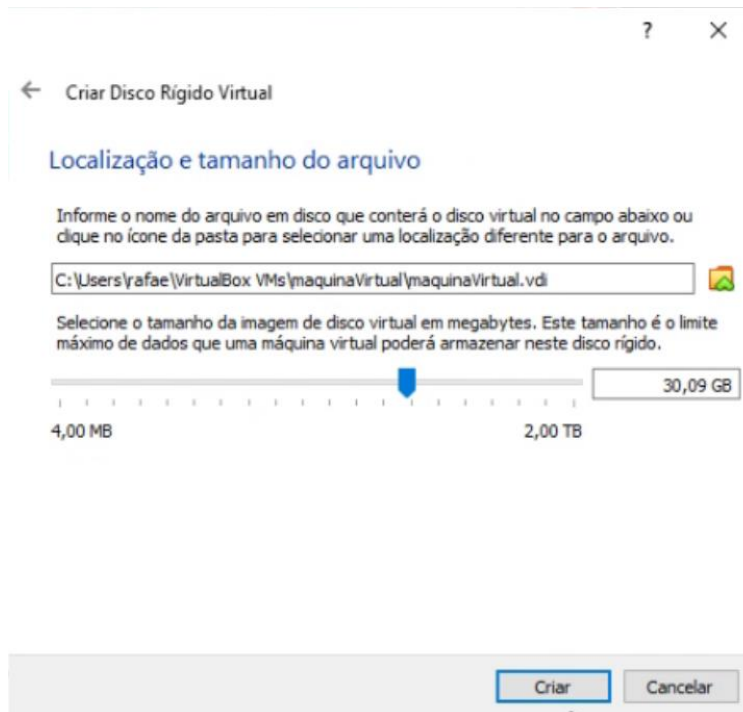 ?
← Criar Disco Rígido Virtual
Localização e tamanho do arquivo
Informe o nome do arquivo em disco que conterá o disco virtual no campo abaixo ou
clique no ícone da pasta para selecionar uma localização diferente para o arquivo.
C:\Users\rafae\VirtualBox VMs\maquinaVirtual\maquinaVirtual.vdi
Selecione o tamanho da imagem de disco virtual em megabytes. Este tamanho é o limite
máximo de dados que uma máquina virtual poderá armazenar neste disco rígido.
30,09 GB
4,00 MB 2,00 TB
Criar Cancelar